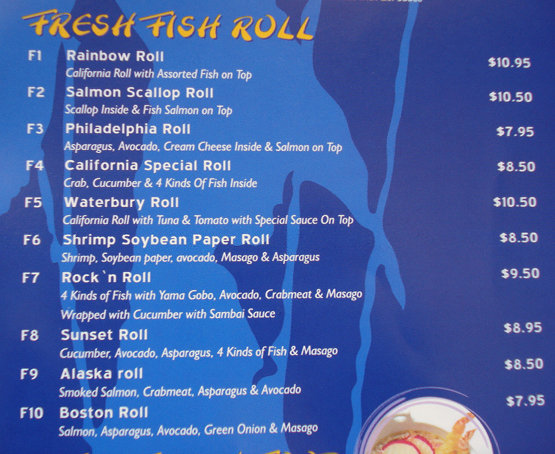 FRESH FISH ROLL
F1 Rainbow Roll $10.95
California Roll with Assorted Fish on Top
F2 Salmon Scallop Roll $10.50
Scallop Inside & Fish Salmon on Top
F3 Philadelphia Roll $7.95
Asparagus, Avocado, Cream Cheese Inside & Salmon on Top
F4 California Special Roll $8.50
Crab, Cucumber & 4 Kinds Of Fish Inside
F5 Waterbury Roll $10.50
California Roll with Tuna & Tomato with Special Sauce On Top
F6 Shrimp Soybean Paper Roll $8.50
Shrimp, Soybean paper, avocado, Masago & Asparagus
F7 Rock`n Roll $9.50
4 Kinds of Fish with Yama Gobo, Avocado, Crabmeat & Masago
Wrapped with Cucumber with Sambai Sauce
F8 Sunset Roll $8.95
Cucumber, Avocado, Asparagus, 4 Kinds of Fish & Masago
F9 Alaska roll $8.50
Smoked Salmon, Crabmeat, Asparagus & Avocado
F10 Boston Roll $7.95
Salmon, Asparagus, Avocado, Green Onion & Masago